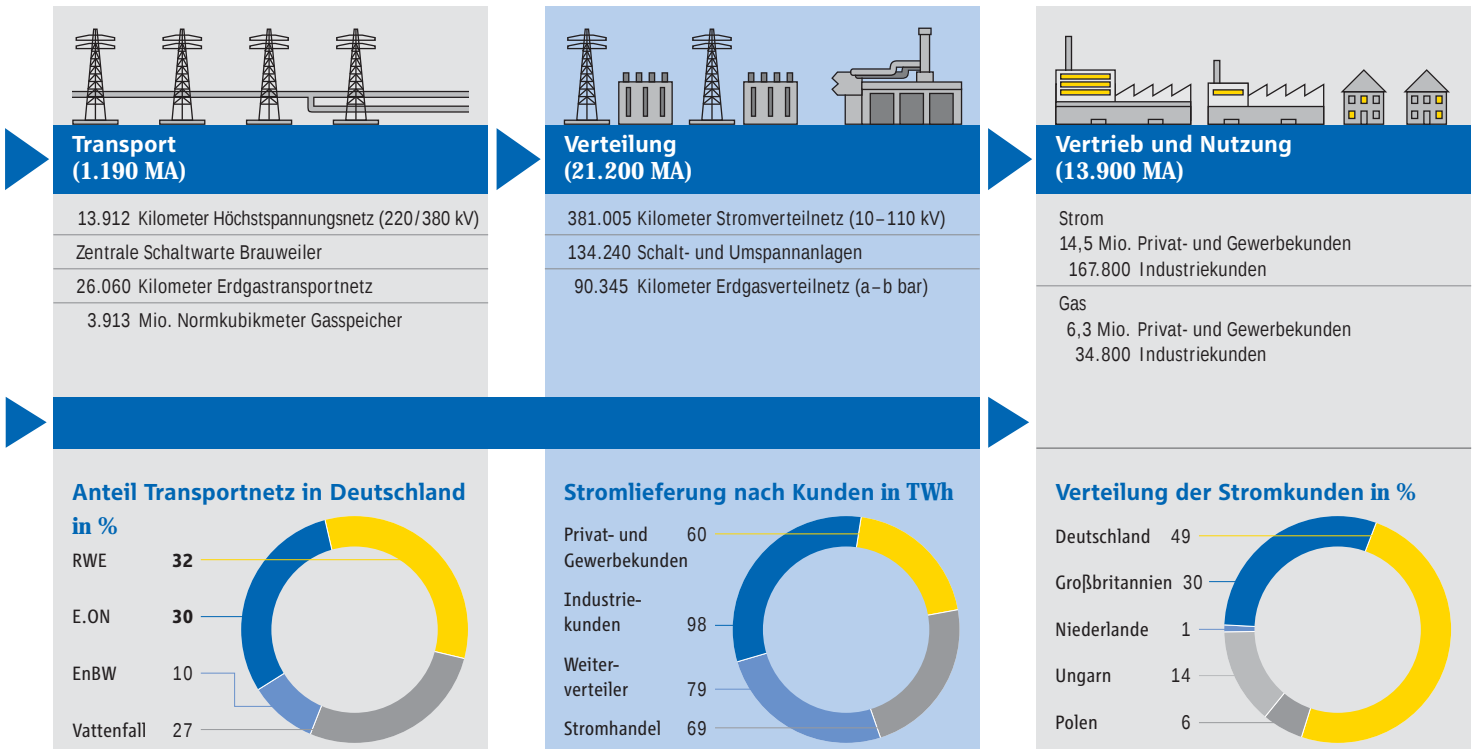 Transport
(1.190 MA)
13.912 Kilometer Höchstspannungsnetz (220/380 kV)
Zentrale Schaltwarte Brauweiler
26.060 Kilometer Erdgastransportnetz
3.913 Mio. Normkubikmeter Gasspeicher
Verteilung
(21.200 MA)
381.005 Kilometer Stromverteilnetz (10–110 kV)
134.240 Schalt- und Umspannanlagen
90.345 Kilometer Erdgasverteilnetz (a–b bar)
Vertrieb und Nutzung
(13.900 MA)
Strom
14,5 Mio. Privat- und Gewerbekunden
167.800 Industriekunden
Gas
6,3 Mio. Privat- und Gewerbekunden
34.800 Industriekunden
Anteil Transportnetz in Deutschland
in %
RWE 32
E.ON 30
EnBW 10
Vattenfall 27
Stromlieferung nach Kunden in TWh
Privat- und 60
Gewerbekunden
Industrie-
kunden 98
Weiter-
verteiler 79
Stromhandel 69
Verteilung der Stromkunden in %
Deutschland 49
Großbritannien 30
Niederlande 1
Ungarn 14
Polen 6